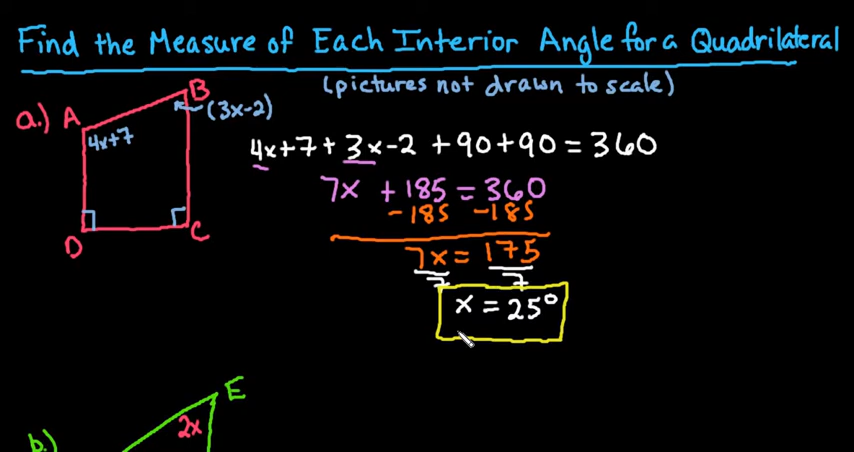 Find the Measure of Each Interior Angle for a Quadrilateral
(pictures not drawn to scale)
a.)
A
B
4x+7
(3x-2)
D
C
4x+7+3x-2+90+90=360
7x+185=360
-185 -185
7x=175
7 7
x=25°
b.)
E
2x